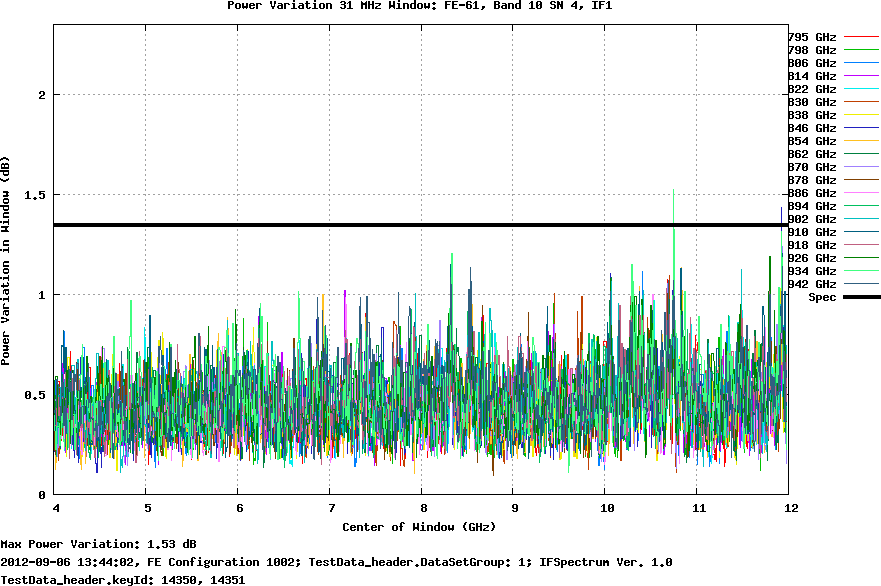 Power Variation 31 MHz Window: FE-61, Band 10 SN 4, IF1
795 GHz
798 GHz
806 GHz
814 GHz
822 GHz
830 GHz
838 GHz
846 GHz
854 GHz
862 GHz
870 GHz
878 GHz
886 GHz
894 GHz
902 GHz
910 GHz
918 GHz
926 GHz
934 GHz
942 GHz
Spec
Power Variation in Window (dB)
2
1.5
1
0.5
0
4 5 6 7 8 9 10 11 12
Center of Window (GHz)
Max Power Variation: 1.53 dB
2012-09-06 13:44:02, FE Configuration 1002; TestData_header.DataSetGroup: 1; IFSpectrum Ver. 1.0
TestData_header.keyId: 14350, 14351